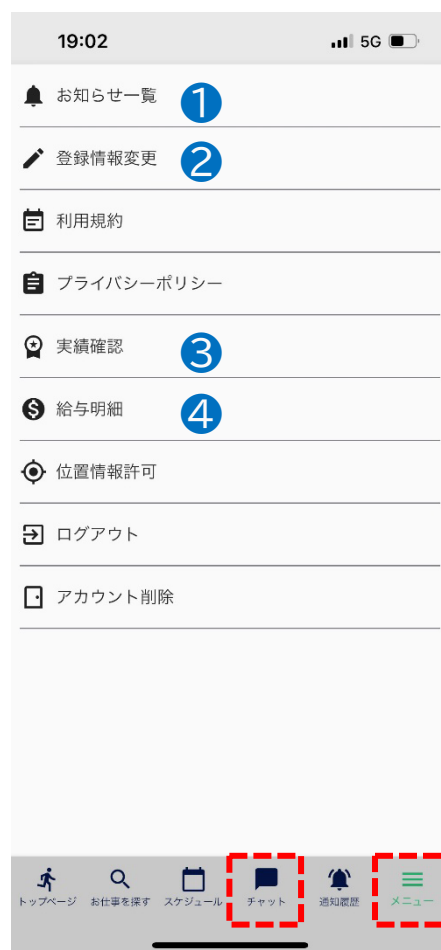 19:02 5G
お知らせ一覧 1
登録情報変更 2
利用規約
プライバシーポリシー
実績確認 3
給与明細 4
位置情報許可
ログアウト
アカウント削除
トップページ お仕事を探す スケジュール チャット 通知履歴 メニュー